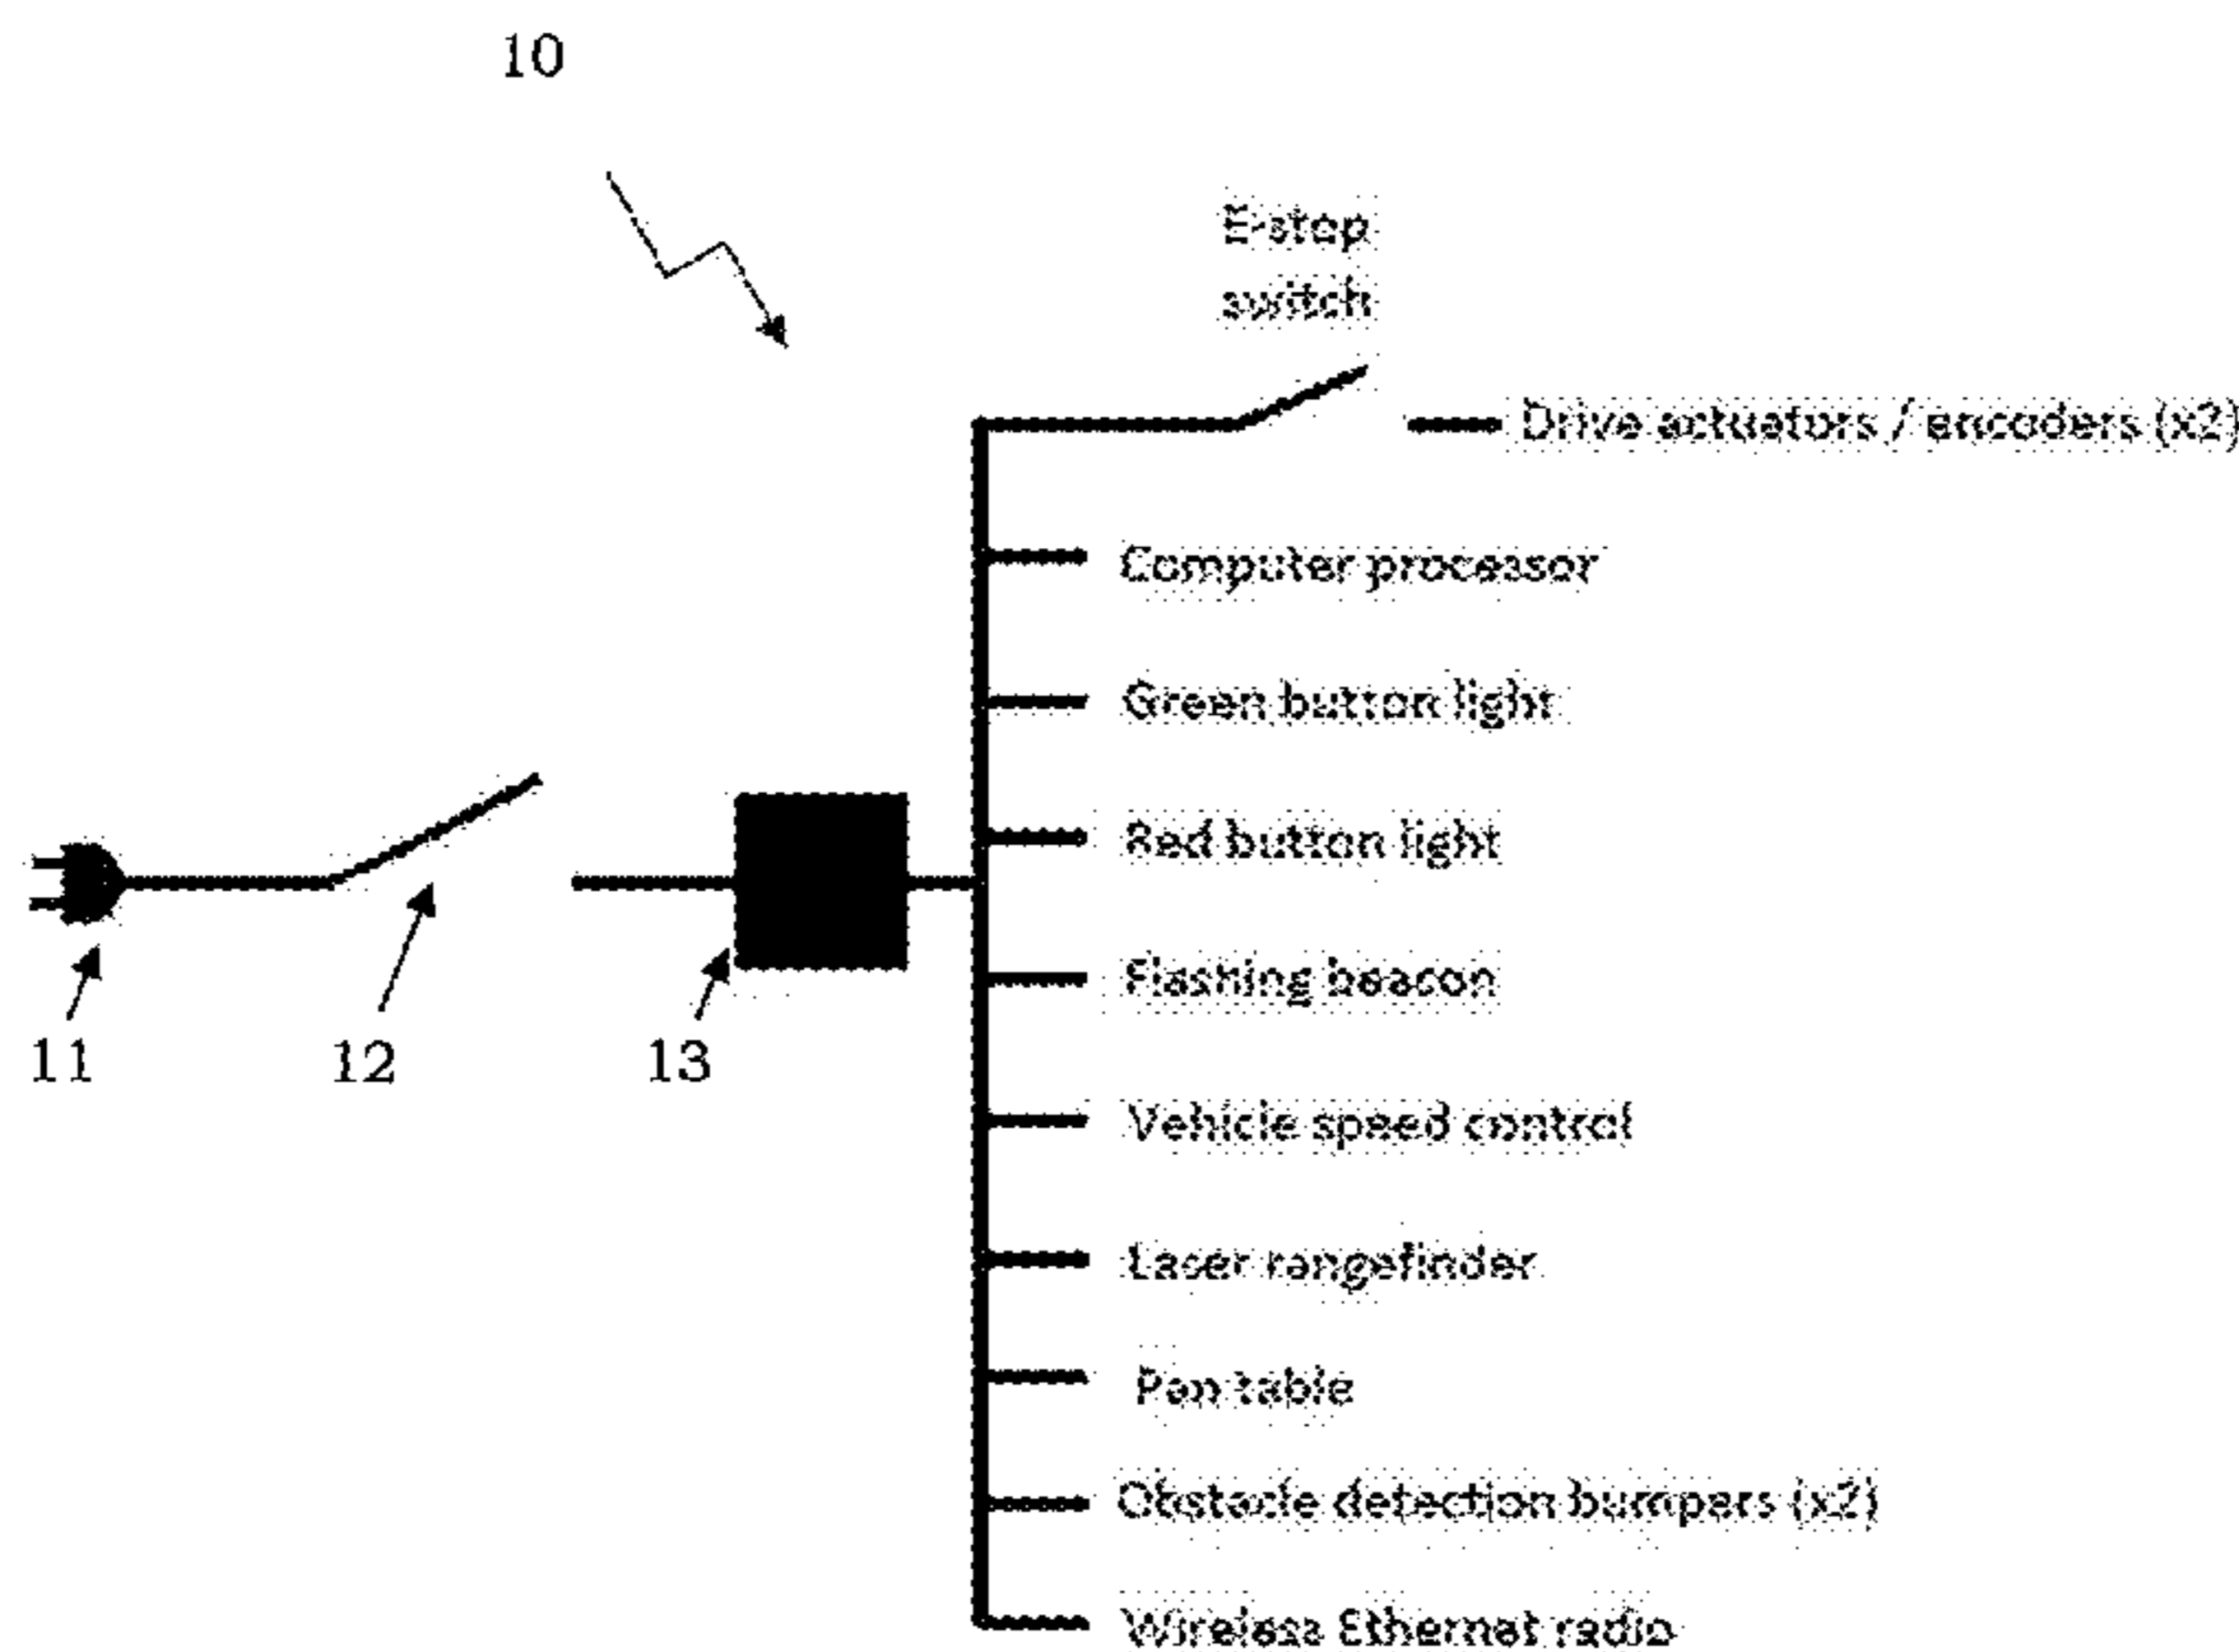 10
E-stop
switch
Drive actuators / encoders (x2)
Computer processor
Green button light
Red button light
Flashing beacon
11
12
13
Vehicle speed control
Laser rangefinder
Pan table
Obstacle detection bumpers (x2)
Wireless Ethernet radio